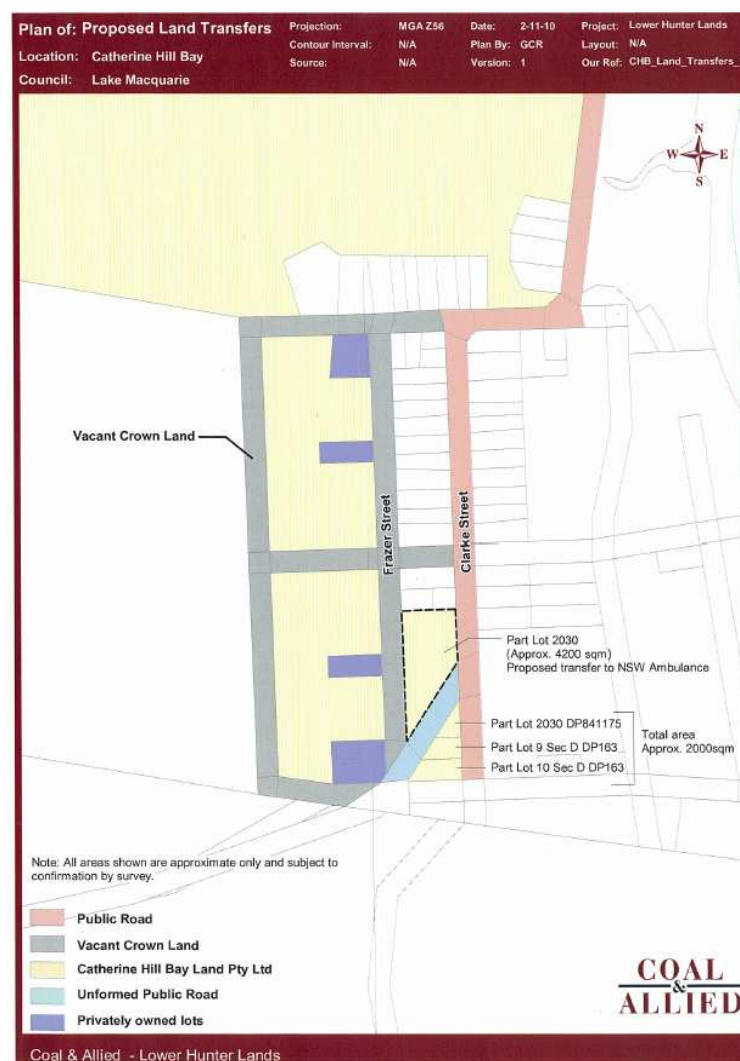 Plan of: Proposed Land Transfers
Location: Catherine Hill Bay
Council: Lake Macquarie
Projection: MGA Z56
Contour Interval: N/A
Source: N/A
Date: 2-11-10
Plan By: GCR
Version: 1
Project: Lower Hunter Lands
Layout: N/A
Our Ref: CHB_Land_Transfers_
N
W E
S
Vacant Crown Land
Frazer Street
Clarke Street
Part Lot 2030
(Approx. 4200 sqm)
Proposed transfer to NSW Ambulance
Part Lot 2030 DP841175
Part Lot 9 Sec D DP163
Part Lot 10 Sec D DP163
Total area
Approx. 2000sqm
Note: All areas shown are approximate only and subject to
confirmation by survey.
Public Road
Vacant Crown Land
Catherine Hill Bay Land Pty Ltd
Unformed Public Road
Privately owned lots
COAL
&
ALLIED
Coal & Allied - Lower Hunter Lands